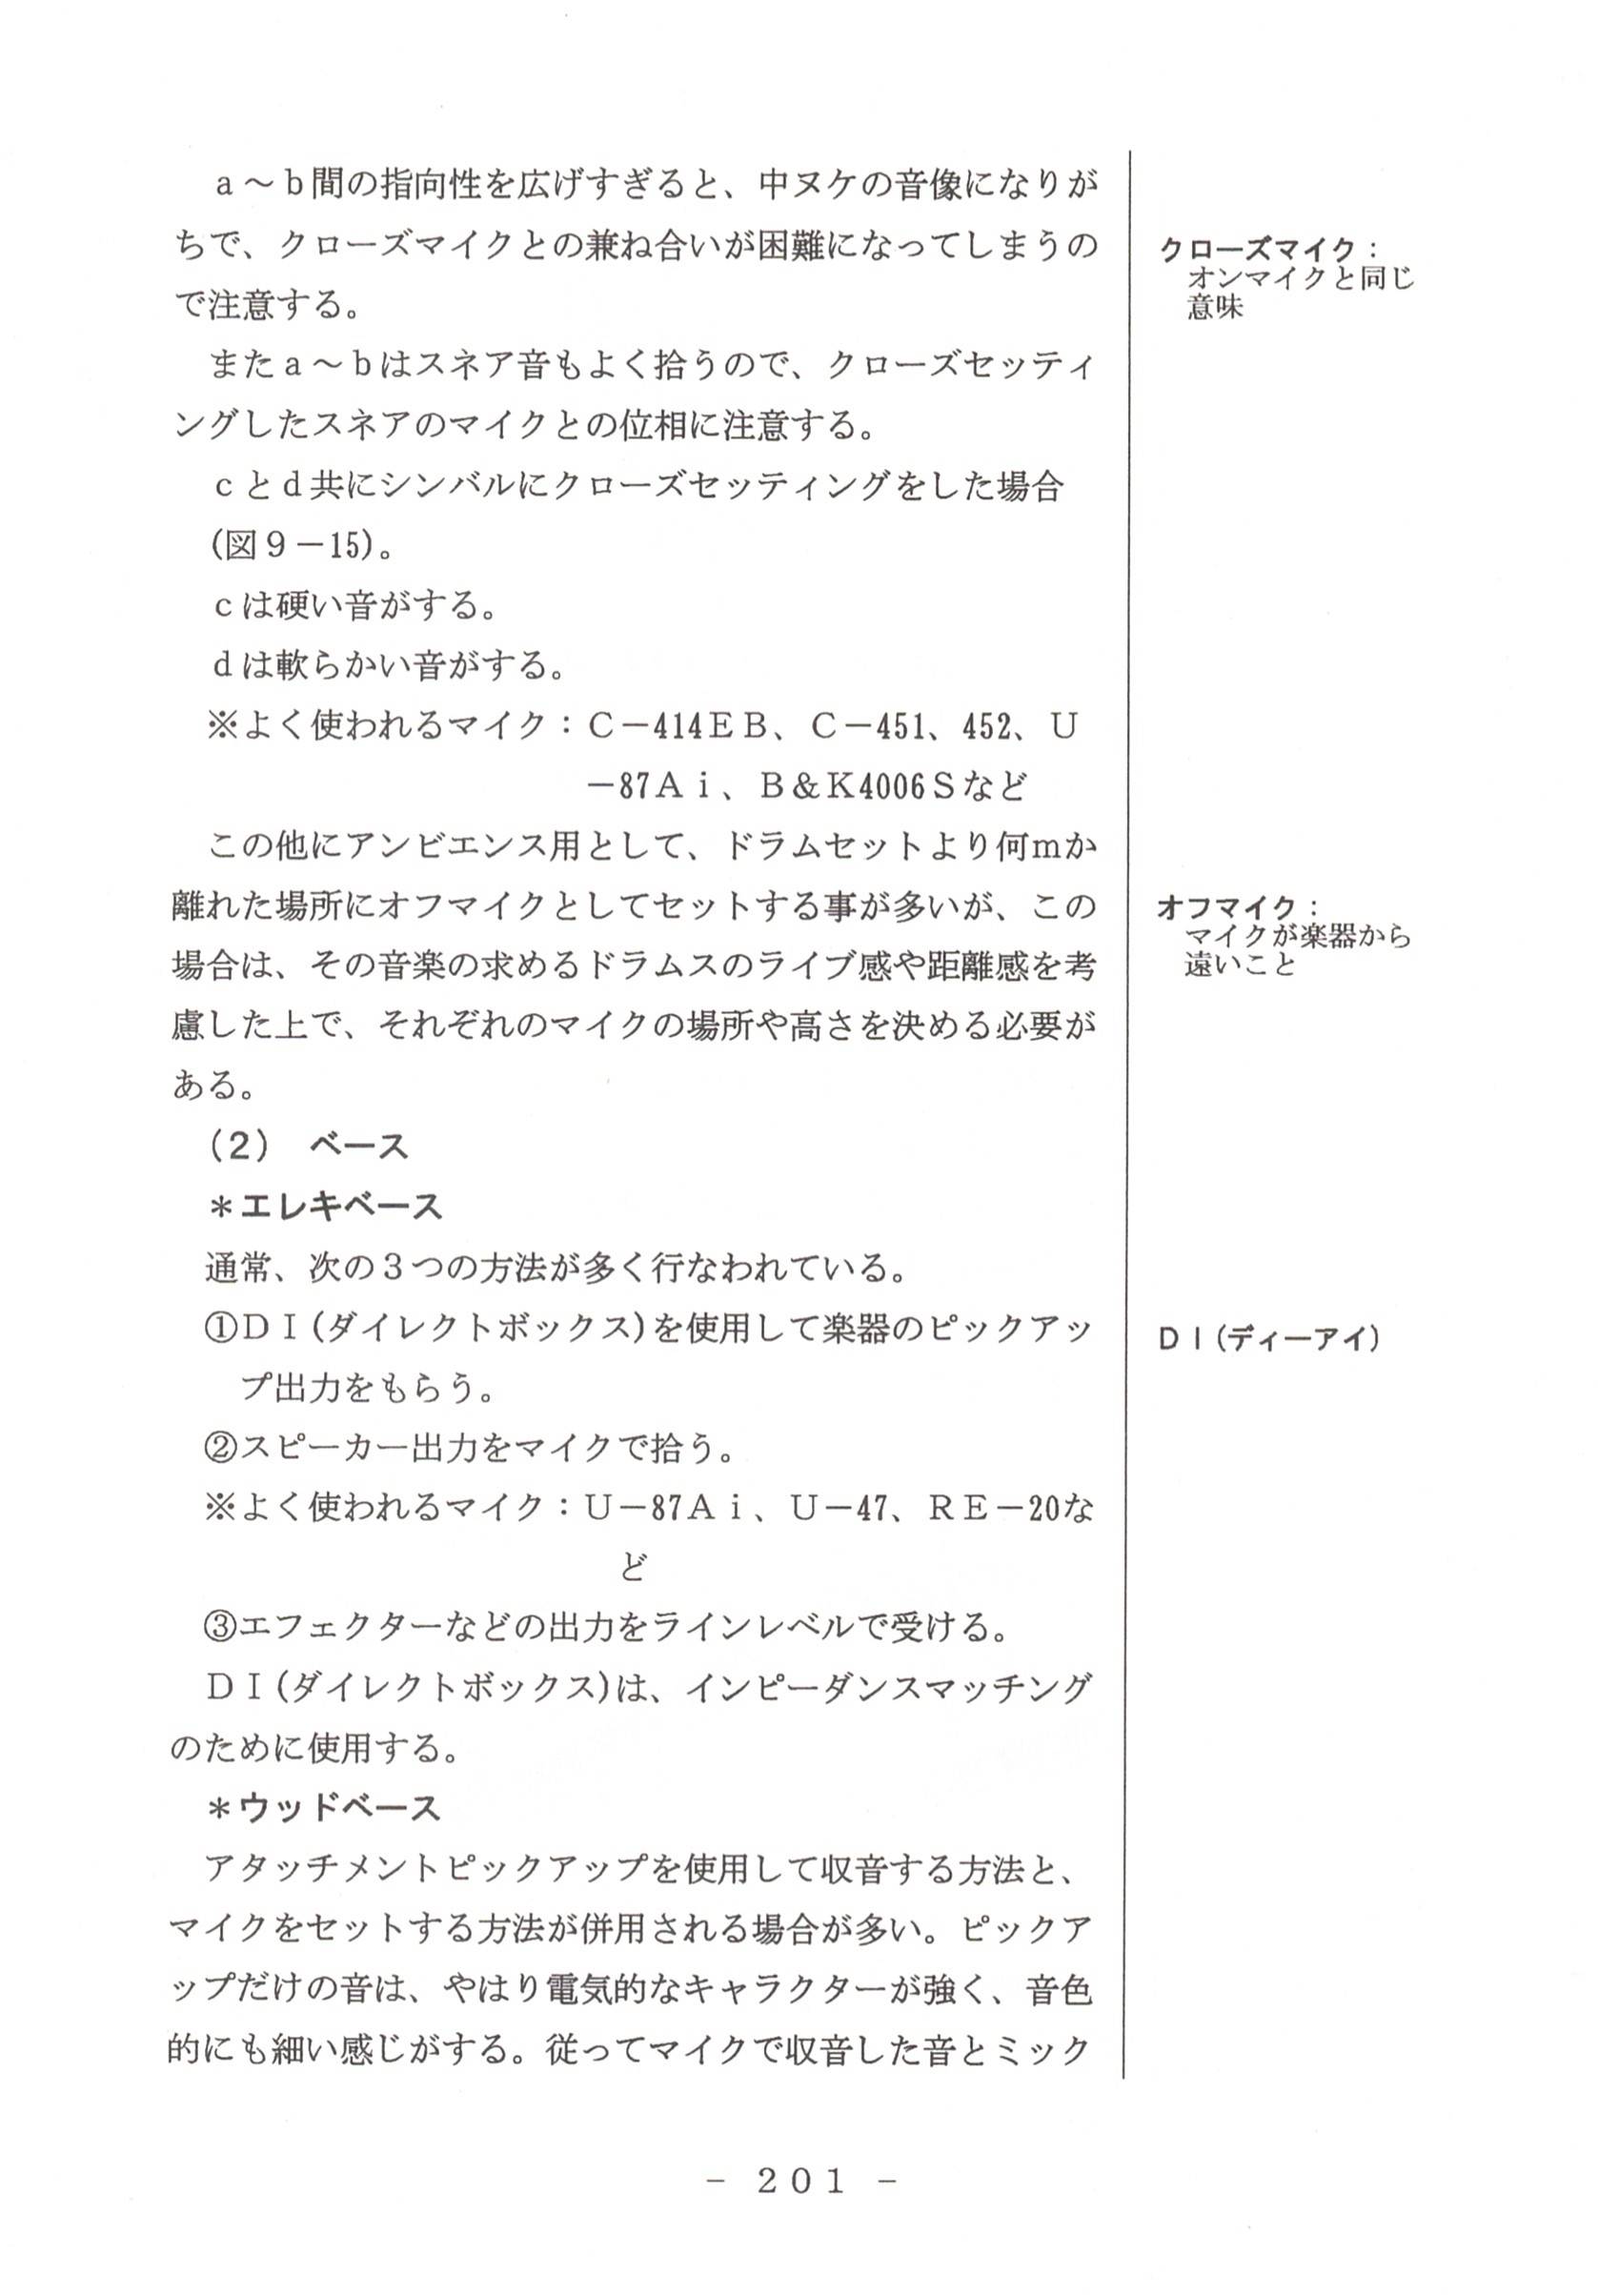 ａ～ｂ間の指向性を広げすぎると、中ヌケの音像になりが
ちで、クローズマイクとの兼ね合いが困難になってしまうの
で注意する。
またａ～ｂはスネア音もよく拾うので、クローズセッティ
ングしたスネアのマイクとの位相に注意する。
ｃとｄ共にシンバルにクローズセッティングをした場合
(図９－15)。
ｃは硬い音がする。
ｄは軟らかい音がする。
※よく使われるマイク：Ｃ－414ＥＢ、Ｃ－451、452、Ｕ
－87Ａｉ、Ｂ＆Ｋ4006Ｓなど
この他にアンビエンス用として、ドラムセットより何ｍか
離れた場所にオフマイクとしてセットする事が多いが、この
場合は、その音楽の求めるドラムスのライブ感や距離感を考
慮した上で、それぞれのマイクの場所や高さを決める必要が
ある。
（2）　ベース
＊エレキベース
通常、次の３つの方法が多く行なわれている。
①ＤＩ(ダイレクトボックス)を使用して楽器のピックアッ
プ出力をもらう。
②スピーカー出力をマイクで拾う。
※よく使われるマイク：Ｕ－87Ａｉ、Ｕ－47、ＲＥ－20な
ど
③エフェクターなどの出力をラインレベルで受ける。
ＤＩ(ダイレクトボックス)は、インピーダンスマッチング
のために使用する。
＊ウッドベース
アタッチメントピックアップを使用して収音する方法と、
マイクをセットする方法が併用される場合が多い。ピックア
ップだけの音は、やはり電気的なキャラクターが強く、音色
的にも細い感じがする。従ってマイクで収音した音とミック
クローズマイク：
オンマイクと同じ
意味
オフマイク：
マイクが楽器から
遠いこと
ＤＩ(ディーアイ)
－ ２０１ －